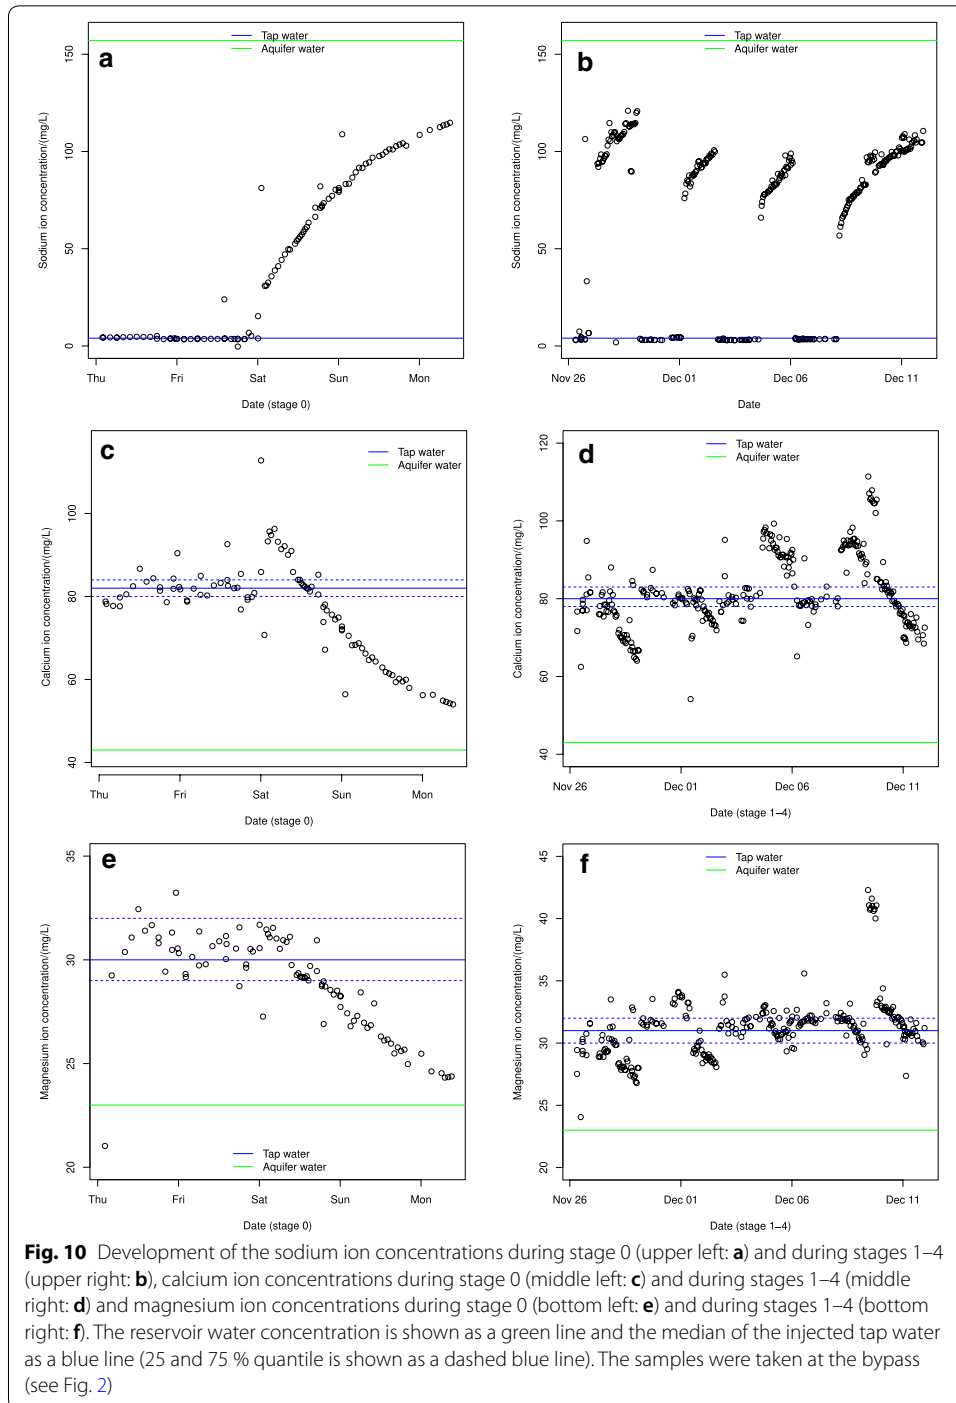 a
Tap water
Aquifer water
Sodium ion concentration/(mg/L)
150
100
50
0
Thu Fri Sat Sun Mon
Date (stage 0)
b
Tap water
Aquifer water
Sodium ion concentration/(mg/L)
150
100
50
0
Nov 26 Dec 01 Dec 06 Dec 11
Date
c
Tap water
Aquifer water
Calcium ion concentration/(mg/L)
100
80
60
40
Thu Fri Sat Sun Mon
Date (stage 0)
d
Tap water
Aquifer water
Calcium ion concentration/(mg/L)
120
100
80
60
40
Nov 26 Dec 01 Dec 06 Dec 11
Date (stage 1–4)
e
Tap water
Aquifer water
Magnesium ion concentration/(mg/L)
35
30
25
20
Thu Fri Sat Sun Mon
Date (stage 0)
f
Tap water
Aquifer water
Magnesium ion concentration/(mg/L)
45
40
35
30
25
20
Nov 26 Dec 01 Dec 06 Dec 11
Date (stage 1–4)
Fig. 10 Development of the sodium ion concentrations during stage 0 (upper left: a) and during stages 1–4
(upper right: b), calcium ion concentrations during stage 0 (middle left: c) and during stages 1–4 (middle
right: d) and magnesium ion concentrations during stage 0 (bottom left: e) and during stages 1–4 (bottom
right: f). The reservoir water concentration is shown as a green line and the median of the injected tap water
as a blue line (25 and 75 % quantile is shown as a dashed blue line). The samples were taken at the bypass
(see Fig. 2)